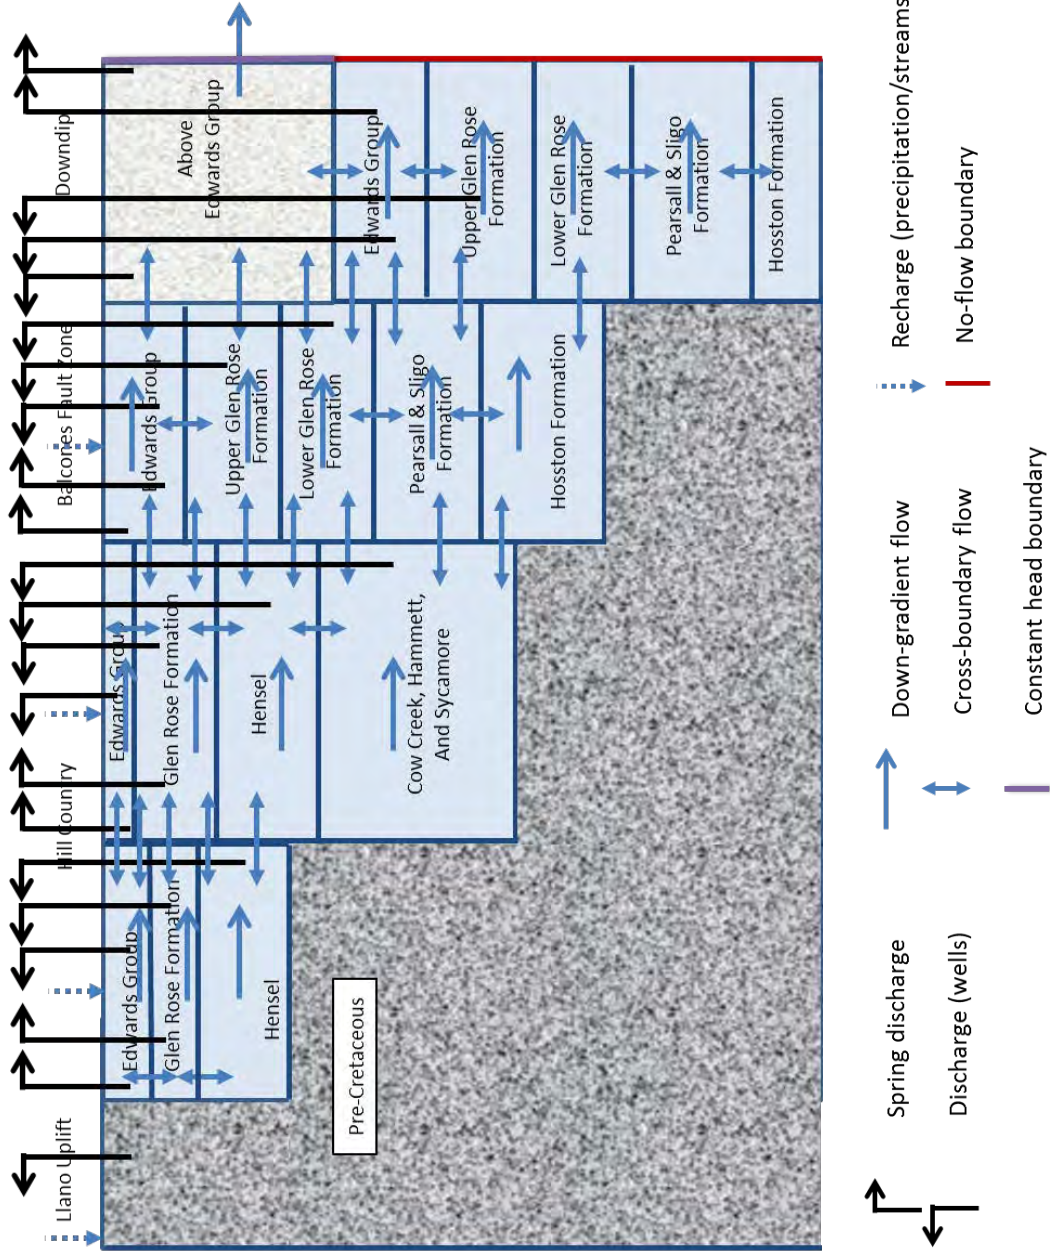 Llano Uplift
Hill Country
Balcones Fault Zone
Downdip
Edwards Group
Glen Rose Formation
Hensel
Pre-Cretaceous
Edwards Group
Glen Rose Formation
Hensel
Cow Creek, Hammett,
And Sycamore
Edwards Group
Upper Glen Rose
Formation
Lower Glen Rose
Formation
Pearsall & Sligo
Formation
Hosston Formation
Above
Edwards Group
Edwards Group
Upper Glen Rose
Formation
Lower Glen Rose
Formation
Pearsall & Sligo
Formation
Hosston Formation
Spring discharge
Discharge (wells)
Down-gradient flow
Cross-boundary flow
Constant head boundary
Recharge (precipitation/streams
No-flow boundary